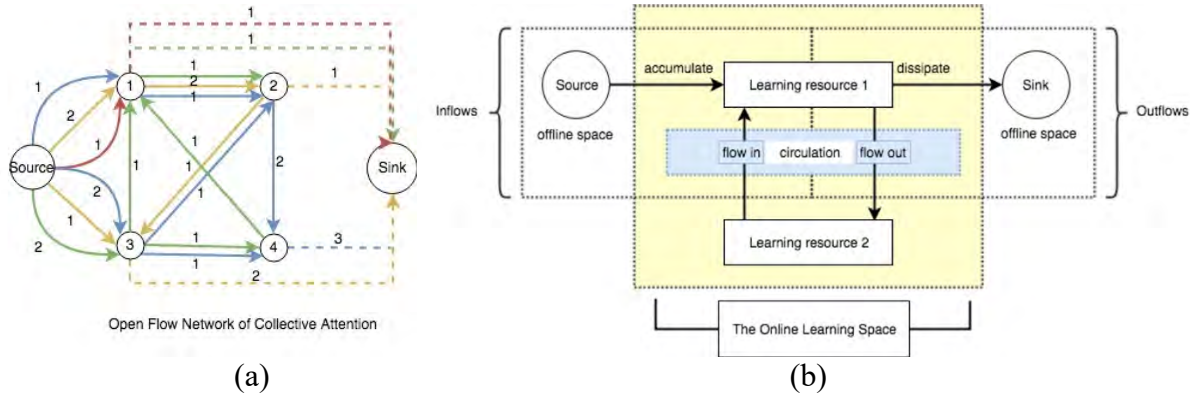 1
1
1
1
1
2
1
2
1
2
1
Source
1
2
1
2
1
1
1
2
Sink
3
1
4
1
3
2
Open Flow Network of Collective Attention
(a)
Inflows
Source
offline space
accumulate
Learning resource 1
dissipate
Sink
offline space
Outflows
flow in
circulation
flow out
Learning resource 2
The Online Learning Space
(b)